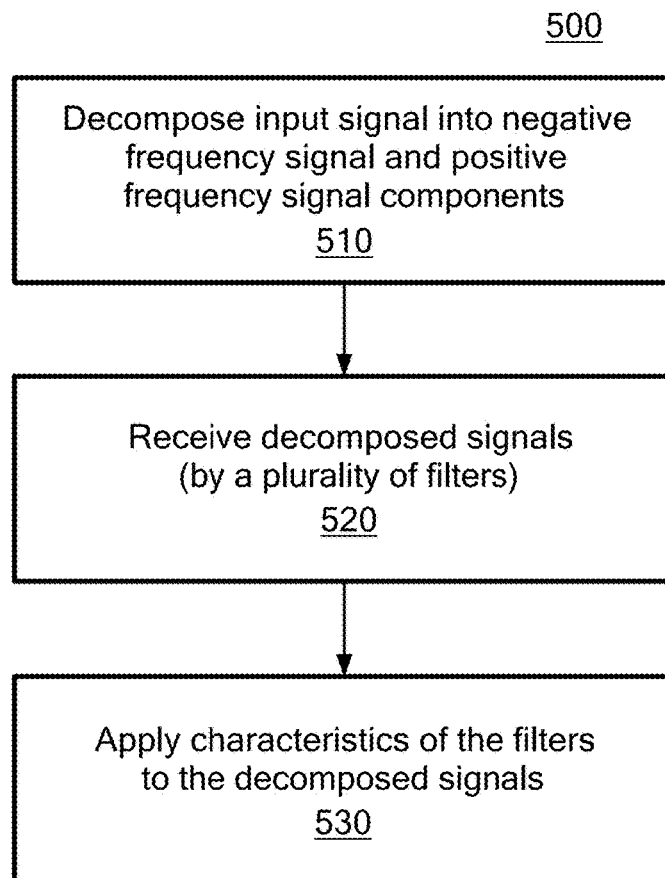 500
Decompose input signal into negative
frequency signal and positive
frequency signal components
510
Receive decomposed signals
(by a plurality of filters)
520
Apply characteristics of the filters
to the decomposed signals
530